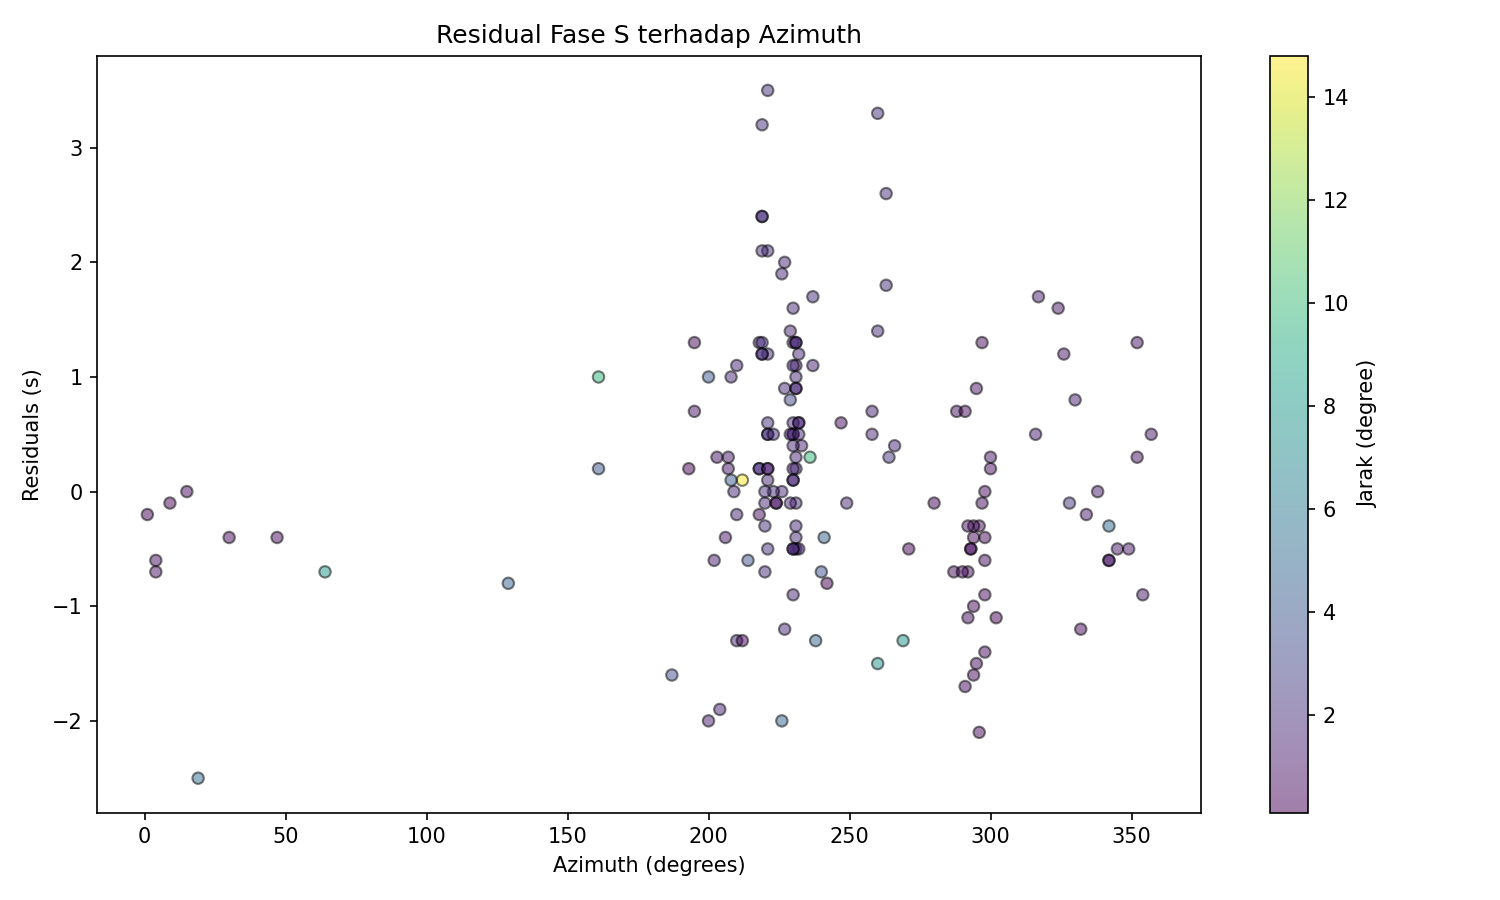 Residual Fase S terhadap Azimuth
Residuals (s)
3
2
1
0
−1
−2
0 50 100 150 200 250 300 350
Azimuth (degrees)
14
12
10
8
6
4
2
Jarak (degree)